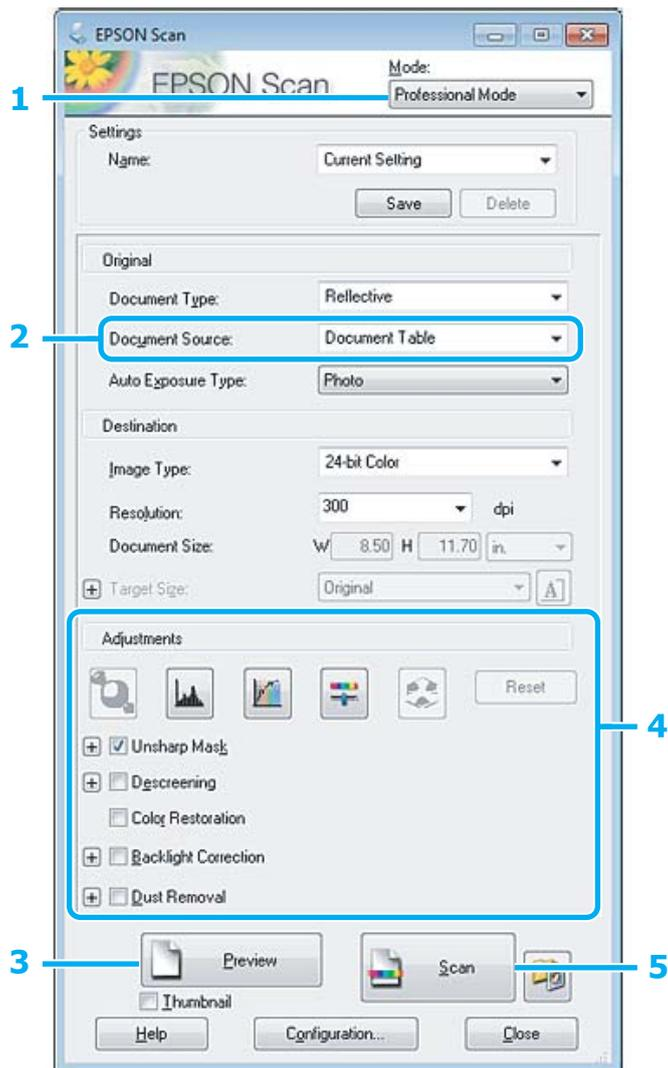 EPSON Scan
EPSON Scan
Mode:
1
Professional Mode
Settings
Name:
Current Setting
Save
Delete
Original
Document Type:
Reflective
2
Document Source:
Document Table
Auto Exposure Type:
Photo
Destination
Image Type:
24-bit Color
Resolution:
300
dpi
Document Size:
W 8.50 H 11.70 in.
Target Size:
Original
A
Adjustments
Reset
4
Unsharp Mask
Descreening
Color Restoration
Backlight Correction
Dust Removal
3
Preview
Scan
5
Thumbnail
Help
Configuration...
Close